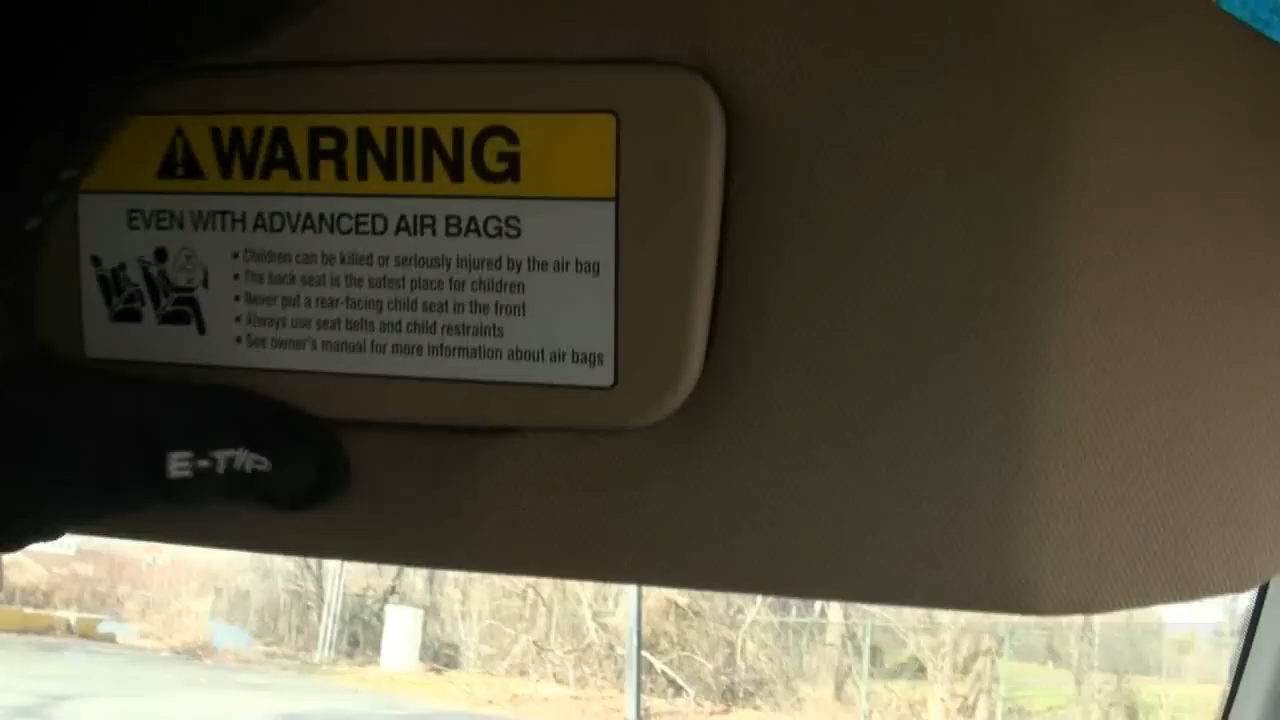 WARNING
EVEN WITH ADVANCED AIR BAGS
• Children can be killed or seriously injured by the air bag
• The back seat is the safest place for children
• Never put a rear-facing child seat in the front
• Always use seat belts and child restraints
• See owner's manual for more information about air bags
E-TIP